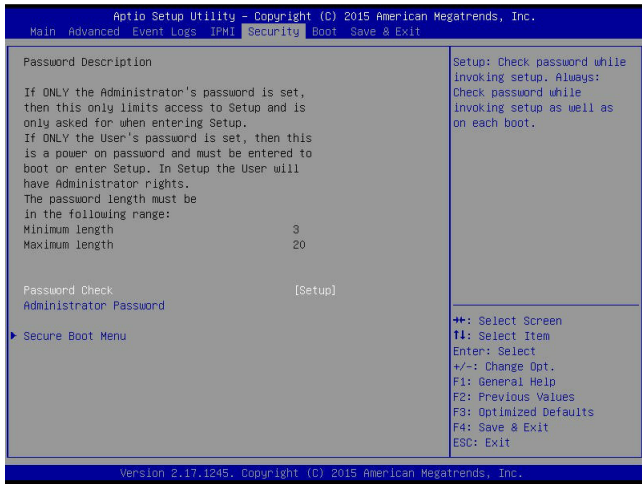 Aptio Setup Utility – Copyright (C) 2015 American Megatrends, Inc.
Main Advanced Event Logs IPMI Security Boot Save & Exit
Password Description
If ONLY the Administrator's password is set,
then this only limits access to Setup and is
only asked for when entering Setup.
If ONLY the User's password is set, then this
is a power on password and must be entered to
boot or enter Setup. In Setup the User will
have Administrator rights.
The password length must be
in the following range:
Minimum length 3
Maximum length 20
Password Check [Setup]
Administrator Password
Secure Boot Menu
Setup: Check password while
invoking setup. Always:
Check password while
invoking setup as well as
on each boot.
→←: Select Screen
↑↓: Select Item
Enter: Select
+/-: Change Opt.
F1: General Help
F2: Previous Values
F3: Optimized Defaults
F4: Save & Exit
ESC: Exit
Version 2.17.1245. Copyright (C) 2015 American Megatrends, Inc.